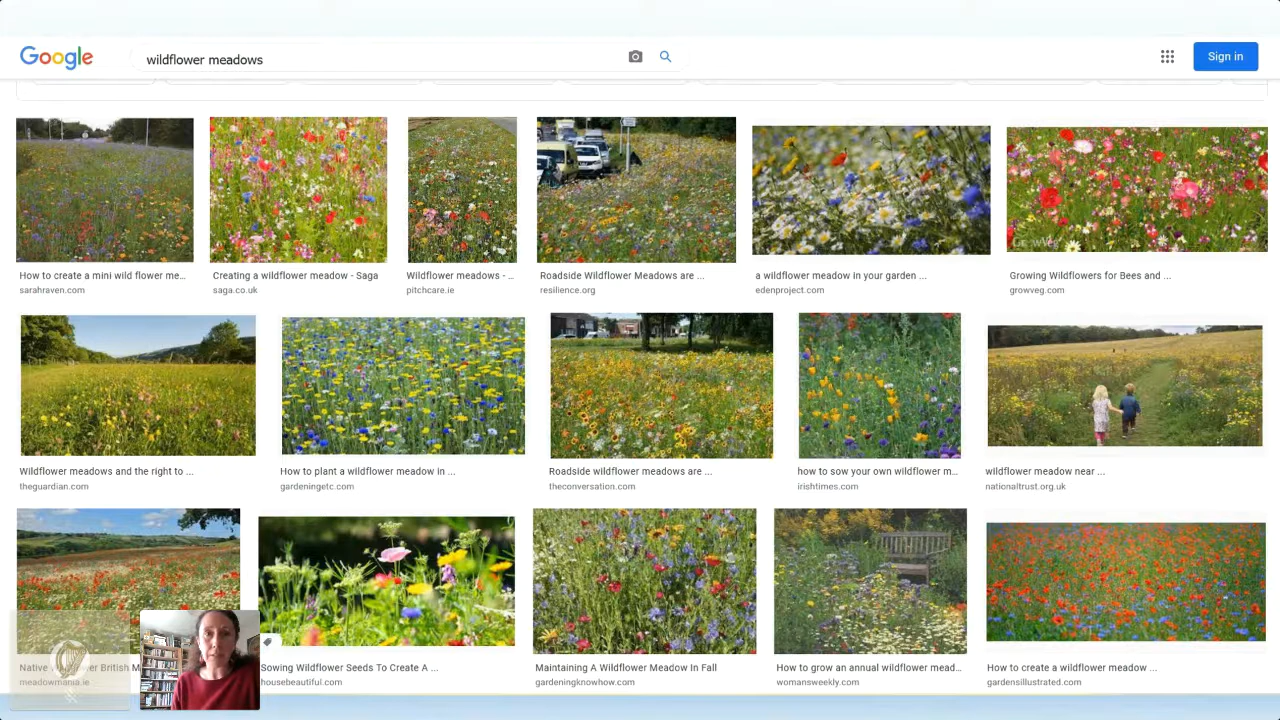 Google
wildflower meadows
Sign in
How to create a mini wild flower me...
sarahraven.com
Creating a wildflower meadow - Saga
saga.co.uk
Wildflower meadows - ...
pitchcare.ie
Roadside Wildflower Meadows are ...
resilience.org
a wildflower meadow in your garden ...
edenproject.com
GrowVeg
Growing Wildflowers for Bees and ...
growveg.com
Wildflower meadows and the right to ...
theguardian.com
How to plant a wildflower meadow in ...
gardeningetc.com
Roadside wildflower meadows are ...
theconversation.com
how to sow your own wildflower m...
irishtimes.com
wildflower meadow near ...
nationaltrust.org.uk
Native Wildflower British M
meadowmania.ie
Sowing Wildflower Seeds To Create A ...
housebeautiful.com
Maintaining A Wildflower Meadow In Fall
gardeningknowhow.com
How to grow an annual wildflower mead...
womansweekly.com
How to create a wildflower meadow ...
gardensillustrated.com